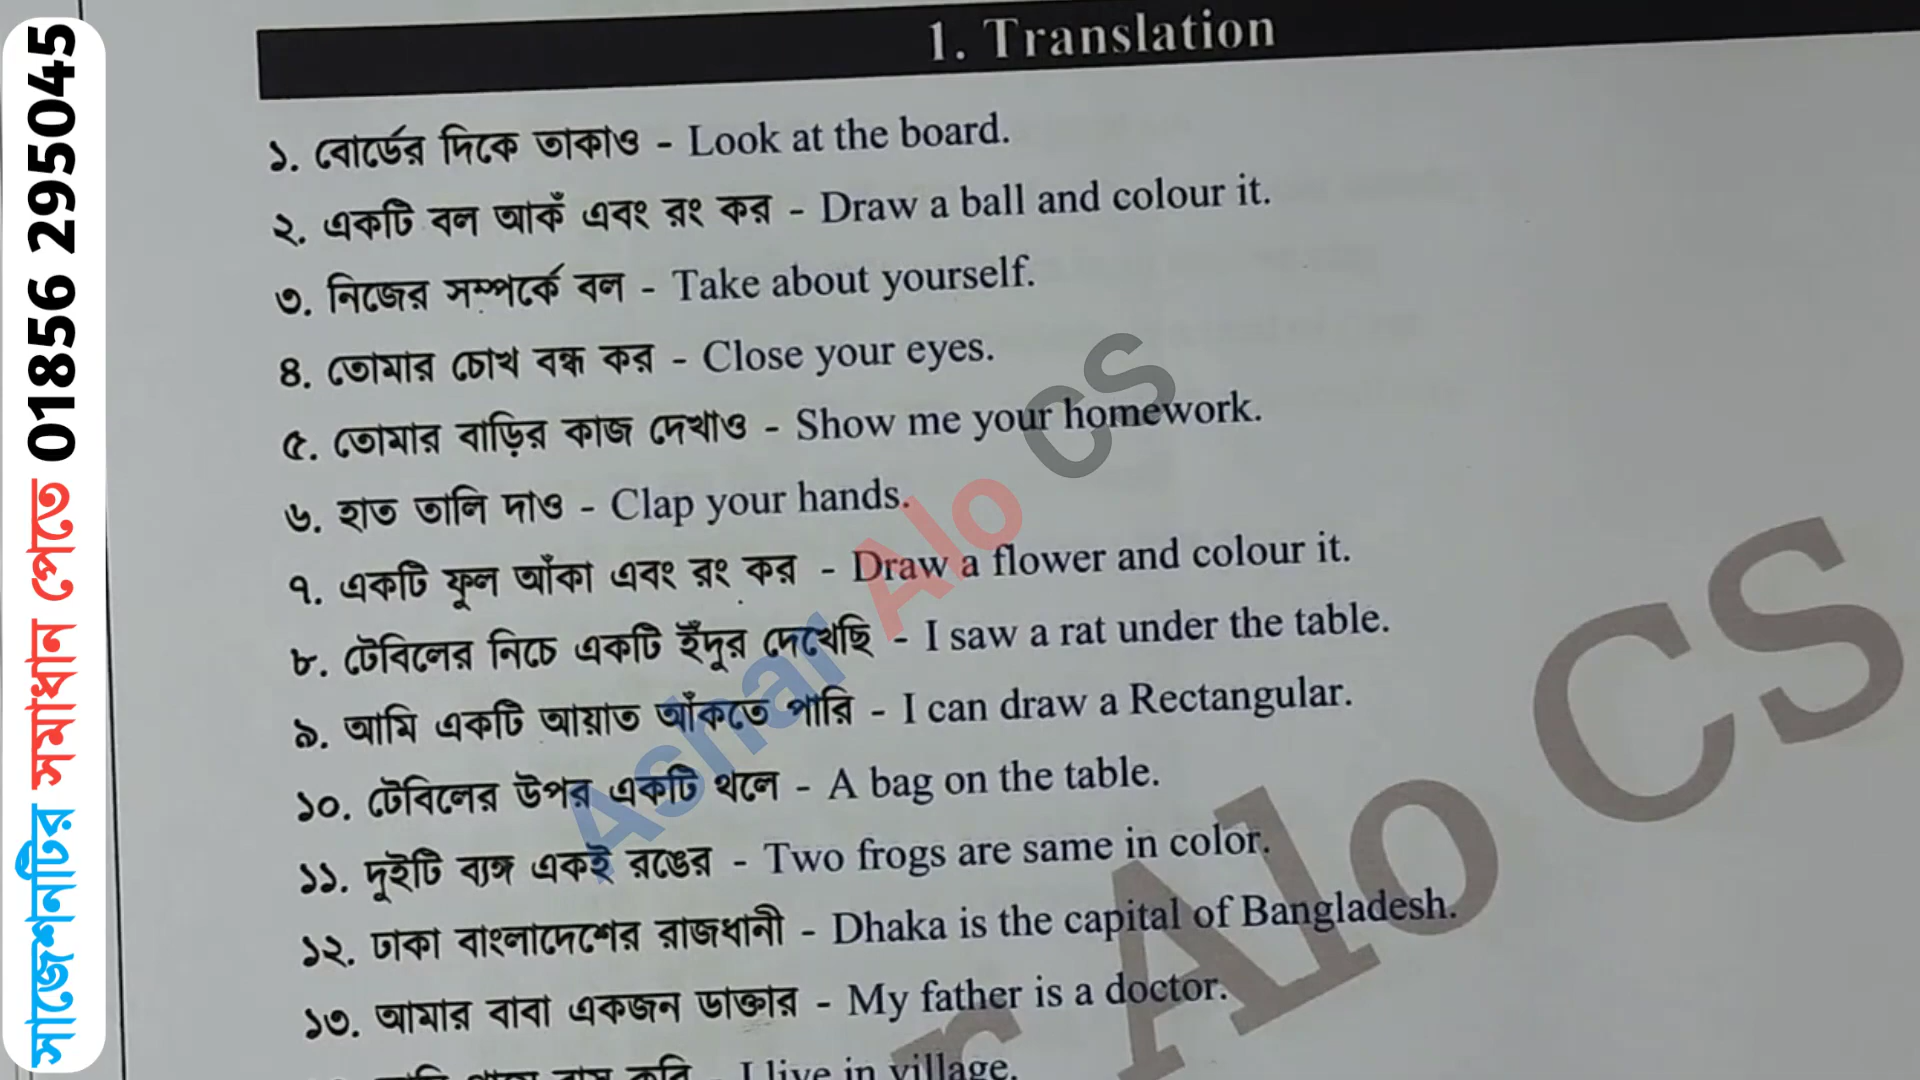 1. Translation
১. বোর্ডের দিকে তাকাও - Look at the board.
২. একটি বল আকঁ এবং রং কর - Draw a ball and colour it.
৩. নিজের সম্পর্কে বল - Take about yourself.
৪. তোমার চোখ বন্ধ কর - Close your eyes.
৫. তোমার বাড়ির কাজ দেখাও - Show me your homework.
৬. হাত তালি দাও - Clap your hands.
৭. একটি ফুল আঁকা এবং রং কর - Draw a flower and colour it.
৮. টেবিলের নিচে একটি ইঁদুর দেখেছি - I saw a rat under the table.
৯. আমি একটি আয়াত আঁকতে পারি - I can draw a Rectangular.
১০. টেবিলের উপর একটি থলে - A bag on the table.
১১. দুইটি ব্যঙ্গ একই রঙের - Two frogs are same in color.
১২. ঢাকা বাংলাদেশের রাজধানী - Dhaka is the capital of Bangladesh.
১৩. আমার বাবা একজন ডাক্তার - My father is a doctor.
- I live in village.
সাজেশনটির সমাধান পেতে 01856 295045
Ashar Alo CS
r Alo CS